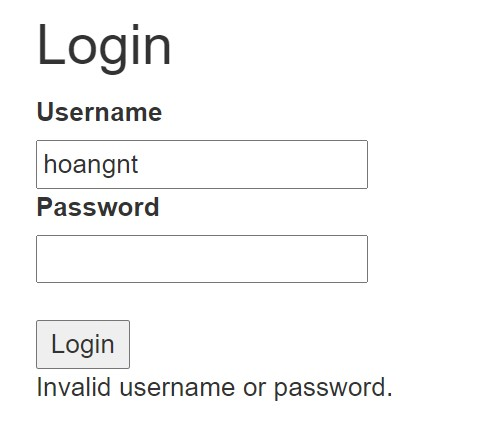 Login
Username
hoangnt
Password
Login
Invalid username or password.